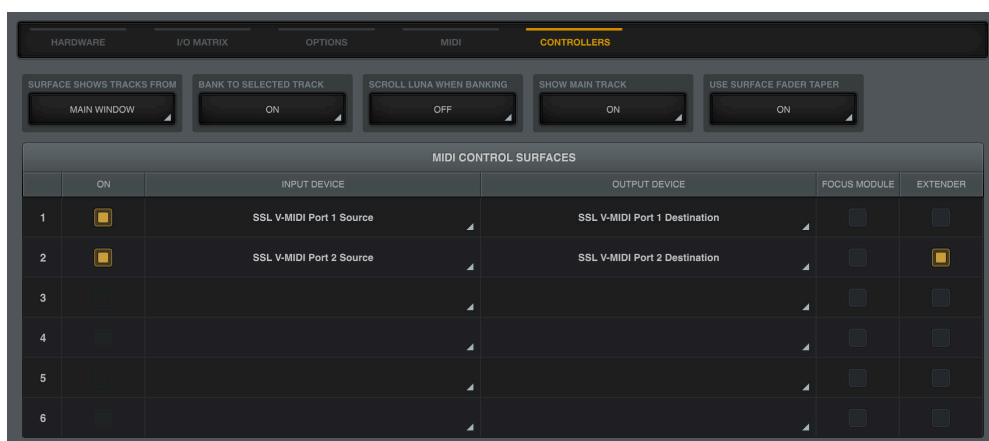 HARDWARE I/O MATRIX OPTIONS MIDI CONTROLLERS
SURFACE SHOWS TRACKS FROM BANK TO SELECTED TRACK SCROLL LUNA WHEN BANKING SHOW MAIN TRACK USE SURFACE FADER TAPER
MAIN WINDOW ON OFF ON ON
MIDI CONTROL SURFACES
ON INPUT DEVICE OUTPUT DEVICE FOCUS MODULE EXTENDER
1 SSL V-MIDI Port 1 Source SSL V-MIDI Port 1 Destination
2 SSL V-MIDI Port 2 Source SSL V-MIDI Port 2 Destination
3
4
5
6